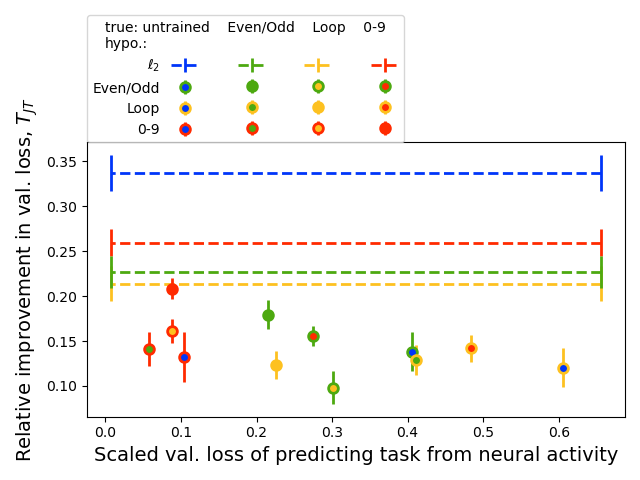 true: untrained Even/Odd Loop 0-9
hypo.:
ℓ₂
Even/Odd
Loop
0-9
Relative improvement in val. loss, T_JT
0.35
0.30
0.25
0.20
0.15
0.10
0.0 0.1 0.2 0.3 0.4 0.5 0.6
Scaled val. loss of predicting task from neural activity